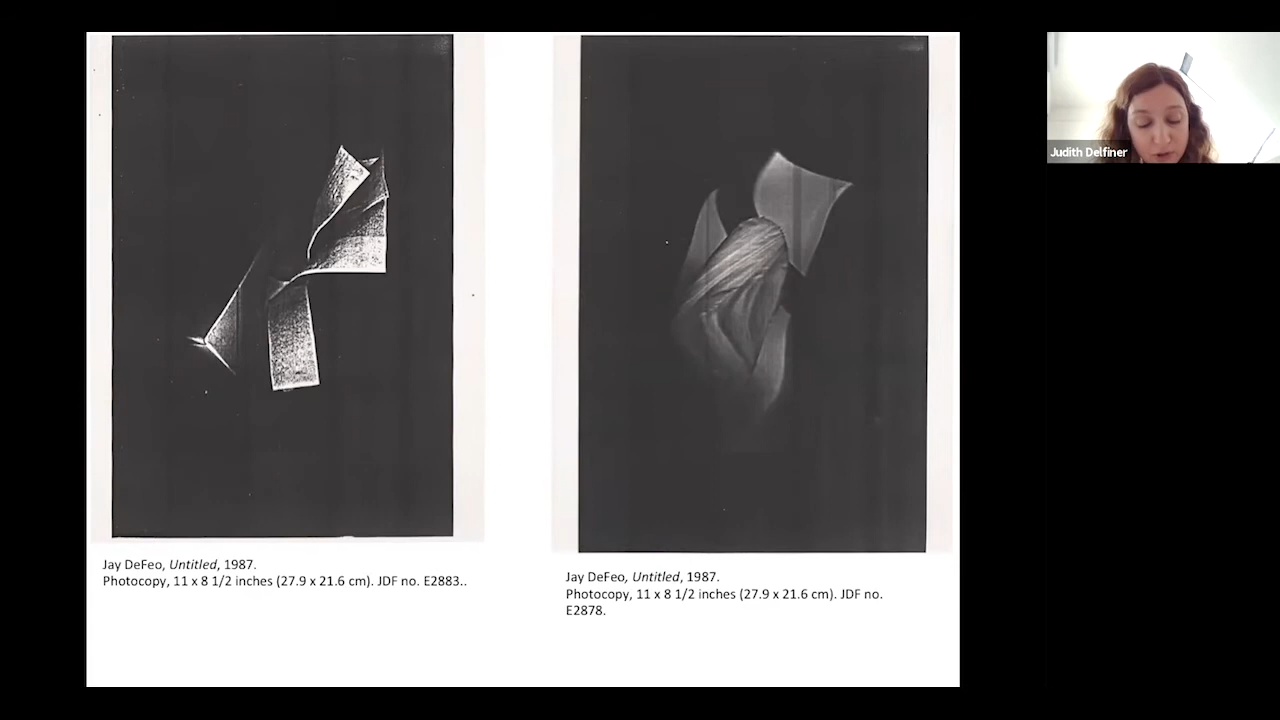 Judith Delfiner
Jay DeFeo, Untitled, 1987.
Photocopy, 11 x 8 1/2 inches (27.9 x 21.6 cm). JDF no. E2883..
Jay DeFeo, Untitled, 1987.
Photocopy, 11 x 8 1/2 inches (27.9 x 21.6 cm). JDF no.
E2878.